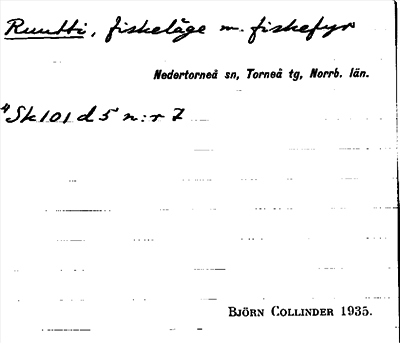 Ruutti, fiskeläge m. fiskefyr
Nedertorneå sn, Torneå tg, Norrb. län.
Sk 101 d 5 n:r 7
BJÖRN COLLINDER 1935.